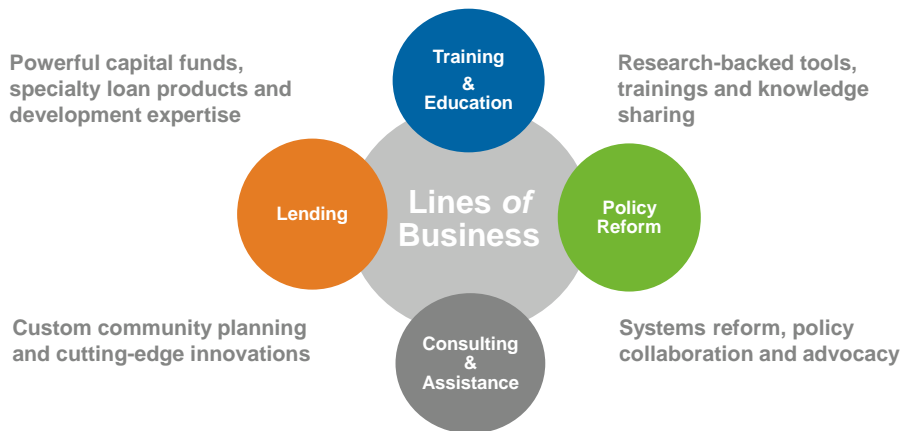 Training
&
Education
Powerful capital funds,
specialty loan products and
development expertise
Research-backed tools,
trainings and knowledge
sharing
Lending
Lines of
Business
Policy
Reform
Custom community planning
and cutting-edge innovations
Consulting
&
Assistance
Systems reform, policy
collaboration and advocacy